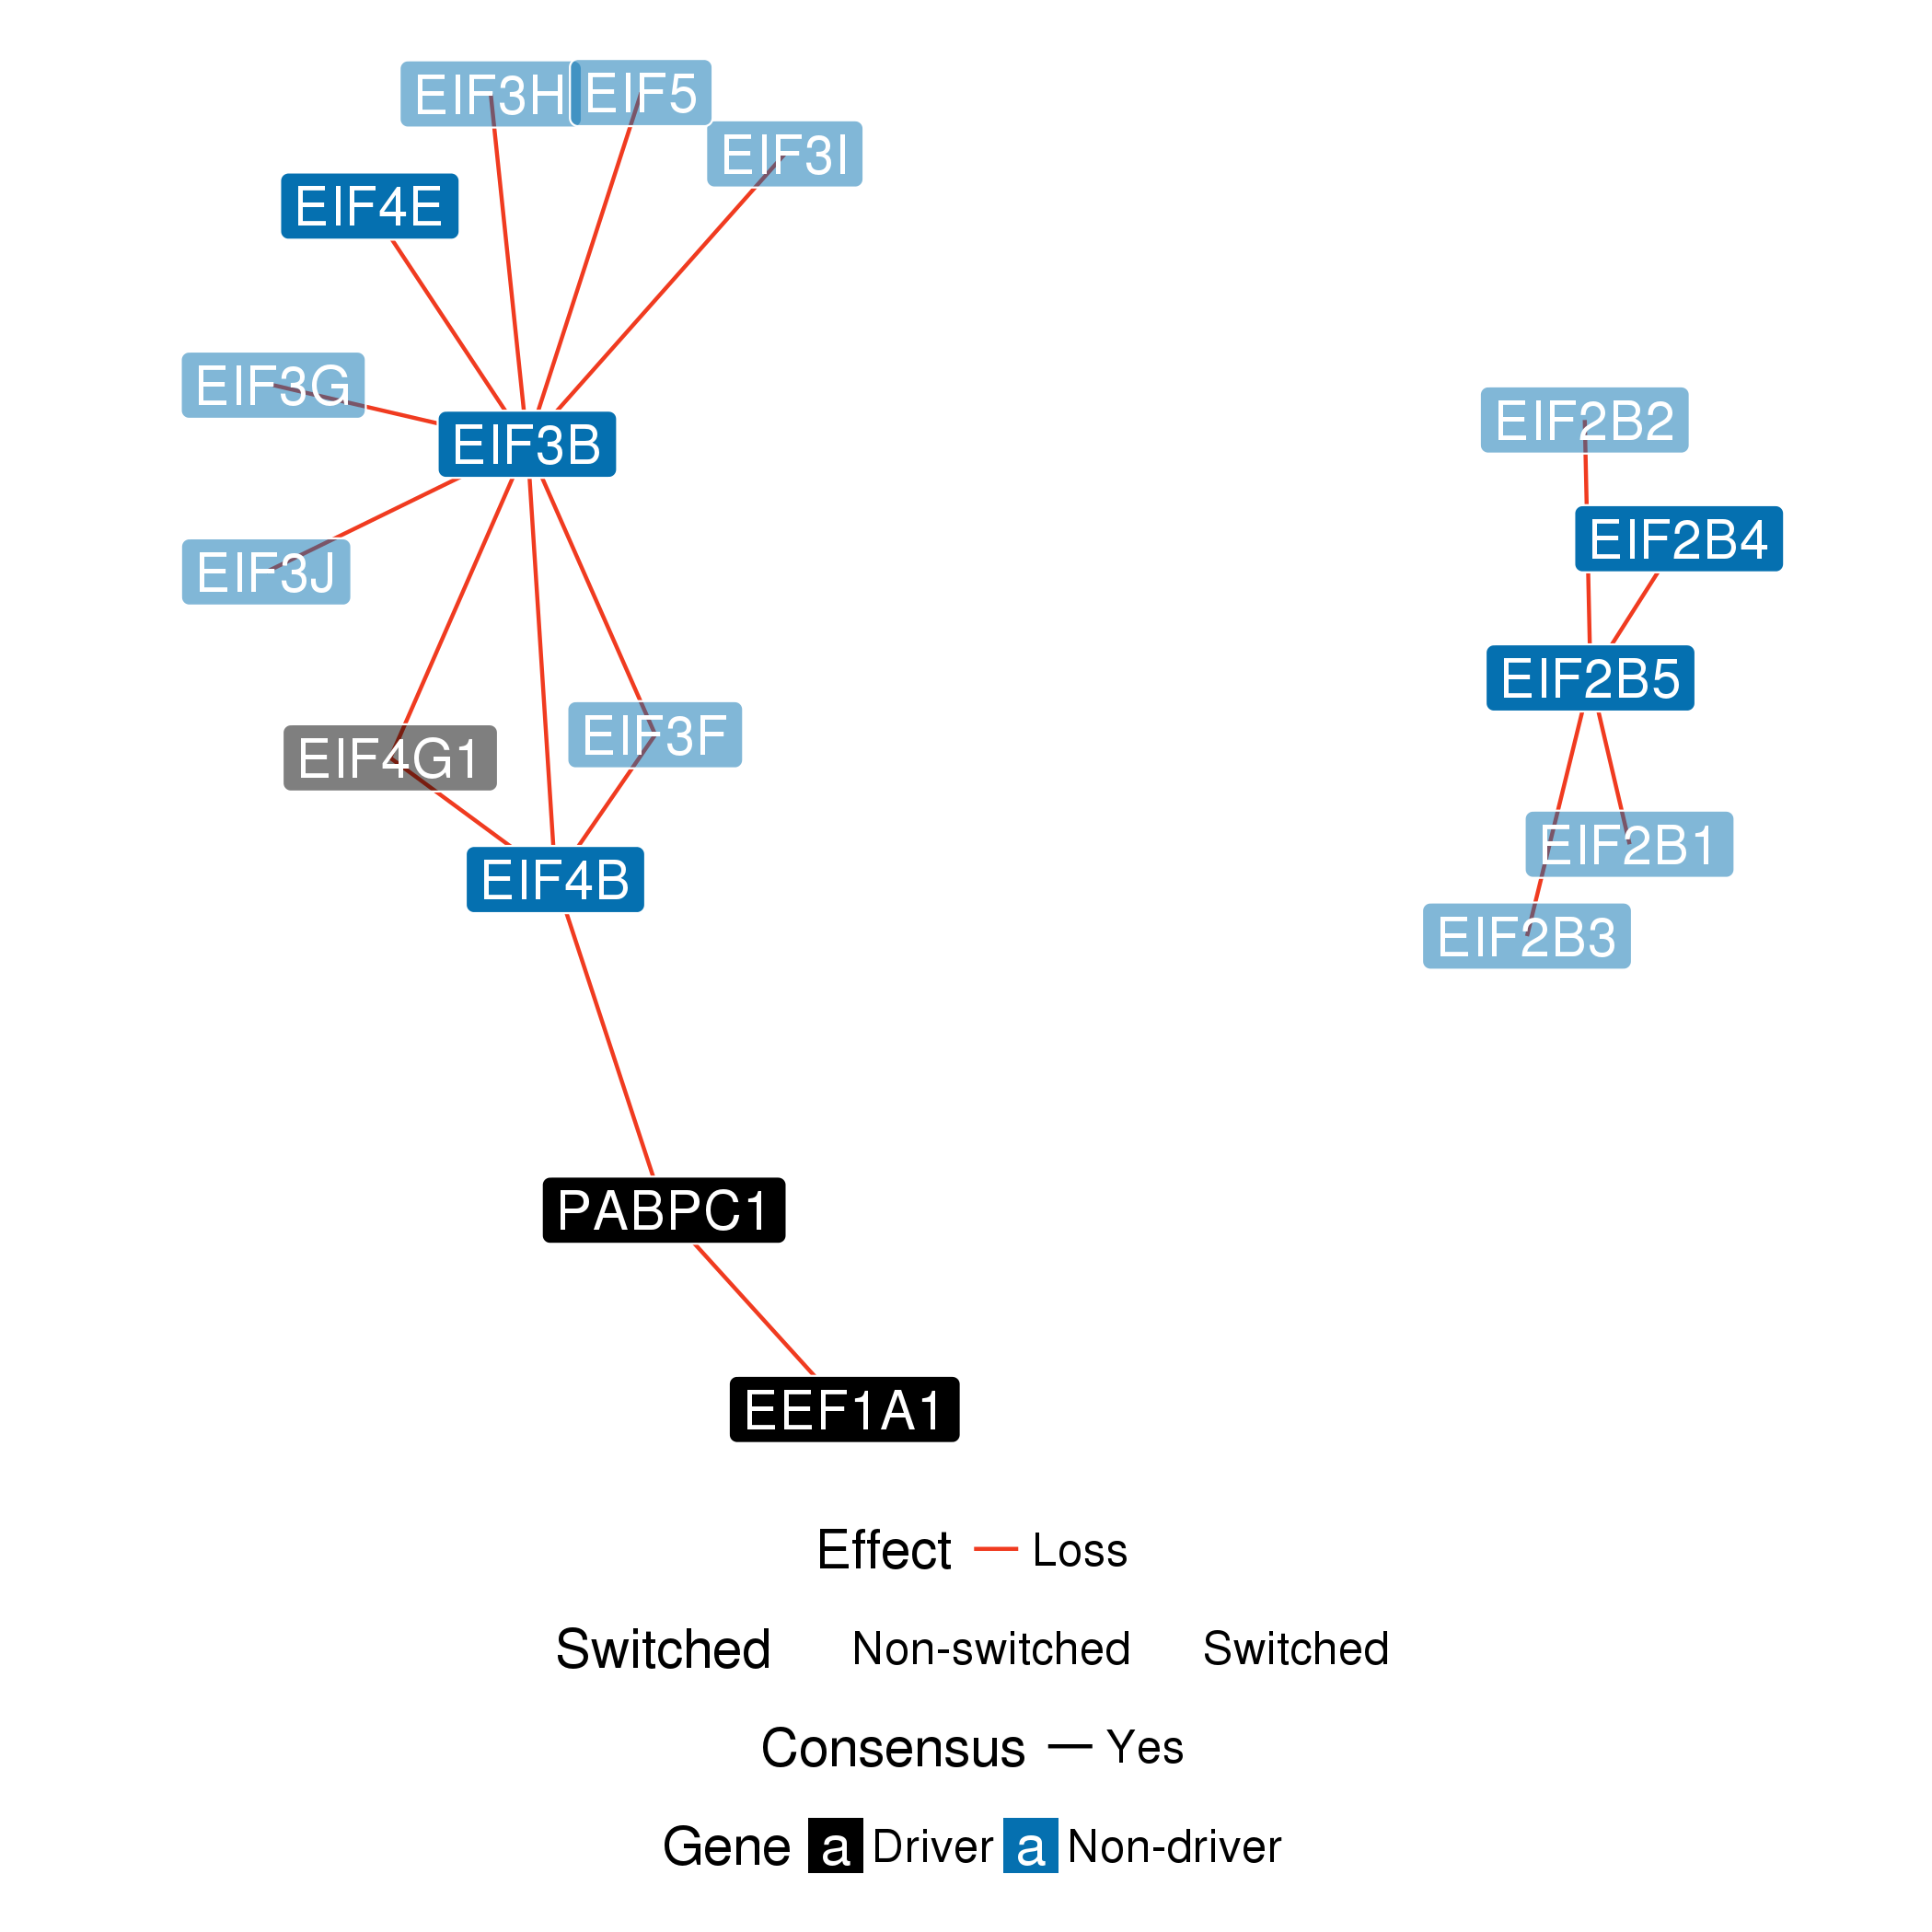 EIF3H
EIF5
EIF3I
EIF4E
EIF3G
EIF3B
EIF3J
EIF4G1
EIF3F
EIF4B
PABPC1
EEF1A1
EIF2B2
EIF2B4
EIF2B5
EIF2B1
EIF2B3
Effect Loss
Switched Non-switched Switched
Consensus Yes
Gene a Driver a Non-driver